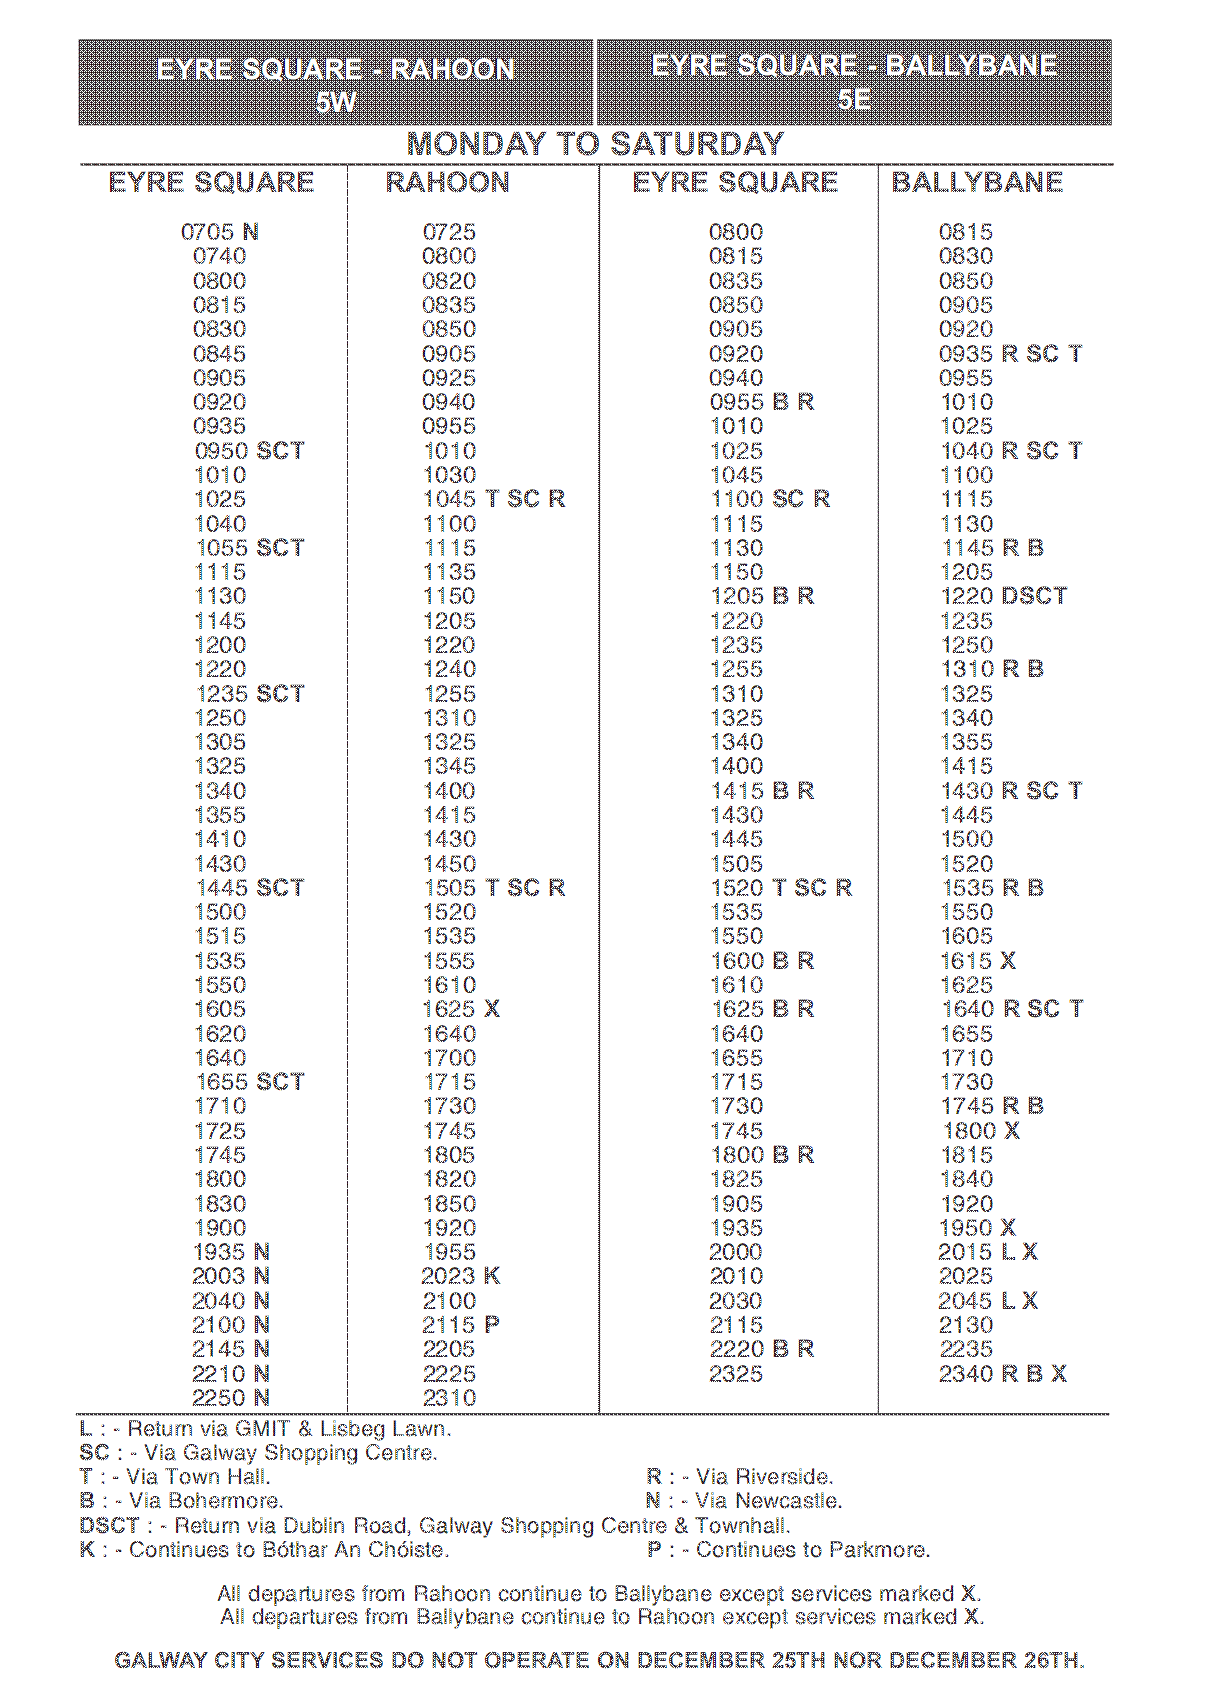 EYRE SQUARE - RAHOON EYRE SQUARE - BALLYBANE
5W 5E
MONDAY TO SATURDAY
EYRE SQUARE RAHOON EYRE SQUARE BALLYBANE
0705 N 0725 0800 0815
0740 0800 0815 0830
0800 0820 0835 0850
0815 0835 0850 0905
0830 0850 0905 0920
0845 0905 0920 0935 R SC T
0905 0925 0940 0955
0920 0940 0955 B R 1010
0935 0955 1010 1025
0950 SCT 1010 1025 1040 R SC T
1010 1030 1045 1100
1025 1045 T SC R 1100 SC R 1115
1040 1100 1115 1130
1055 SCT 1115 1130 1145 R B
1115 1135 1150 1205
1130 1150 1205 B R 1220 DSCT
1145 1205 1220 1235
1200 1220 1235 1250
1220 1240 1255 1310 R B
1235 SCT 1255 1310 1325
1250 1310 1325 1340
1305 1325 1340 1355
1325 1345 1400 1415
1340 1400 1415 B R 1430 R SC T
1355 1415 1430 1445
1410 1430 1445 1500
1430 1450 1505 1520
1445 SCT 1505 T SC R 1520 T SC R 1535 R B
1500 1520 1535 1550
1515 1535 1550 1605
1535 1555 1600 B R 1615 X
1550 1610 1610 1625
1605 1625 X 1625 B R 1640 R SC T
1620 1640 1640 1655
1640 1700 1655 1710
1655 SCT 1715 1715 1730
1710 1730 1730 1745 R B
1725 1745 1745 1800 X
1745 1805 1800 B R 1815
1800 1820 1825 1840
1830 1850 1905 1920
1900 1920 1935 1950 X
1935 N 1955 2000 2015 L X
2003 N 2023 K 2010 2025
2040 N 2100 2030 2045 L X
2100 N 2115 P 2115 2130
2145 N 2205 2220 B R 2235
2210 N 2225 2325 2340 R B X
2250 N 2310
L : - Return via GMIT & Lisbeg Lawn.
SC : - Via Galway Shopping Centre.
T : - Via Town Hall. R : - Via Riverside.
B : - Via Bohermore. N : - Via Newcastle.
DSCT : - Return via Dublin Road, Galway Shopping Centre & Townhall.
K : - Continues to Bóthar An Chóiste. P : - Continues to Parkmore.
All departures from Rahoon continue to Ballybane except services marked X.
All departures from Ballybane continue to Rahoon except services marked X.
GALWAY CITY SERVICES DO NOT OPERATE ON DECEMBER 25TH NOR DECEMBER 26TH.